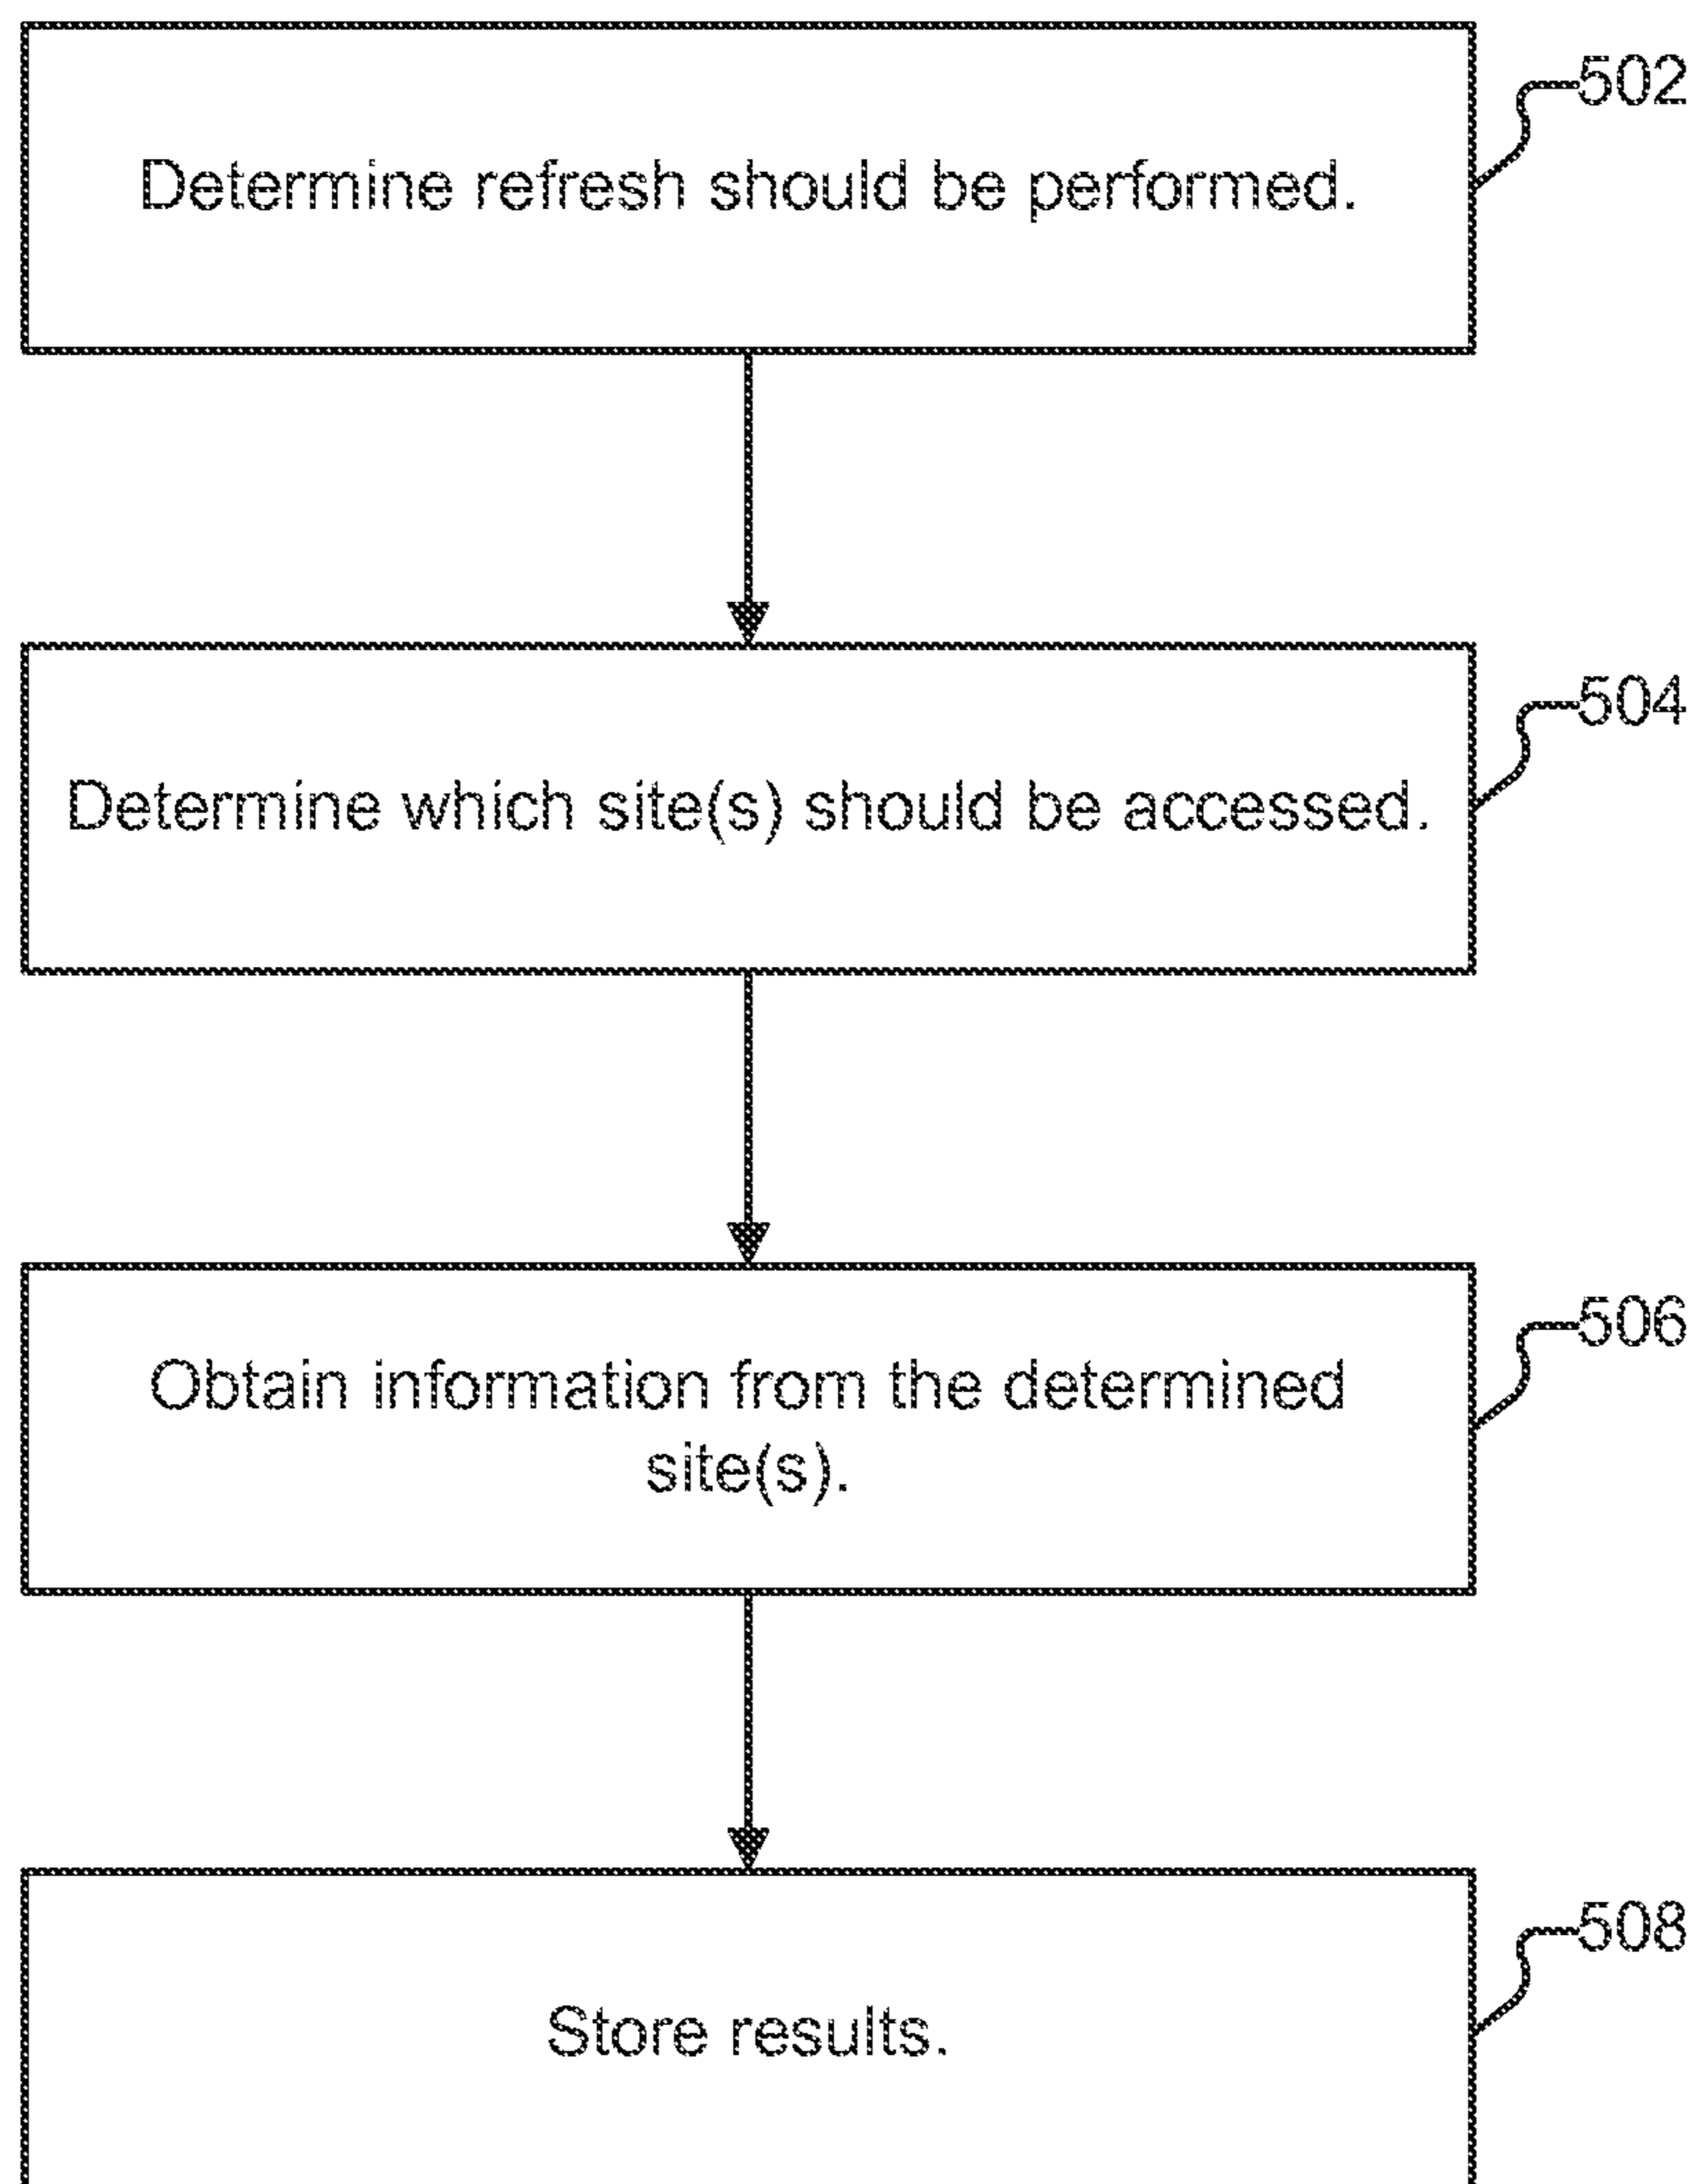 502
Determine refresh should be performed.
504
Determine which site(s) should be accessed.
506
Obtain information from the determined
site(s).
508
Store results.